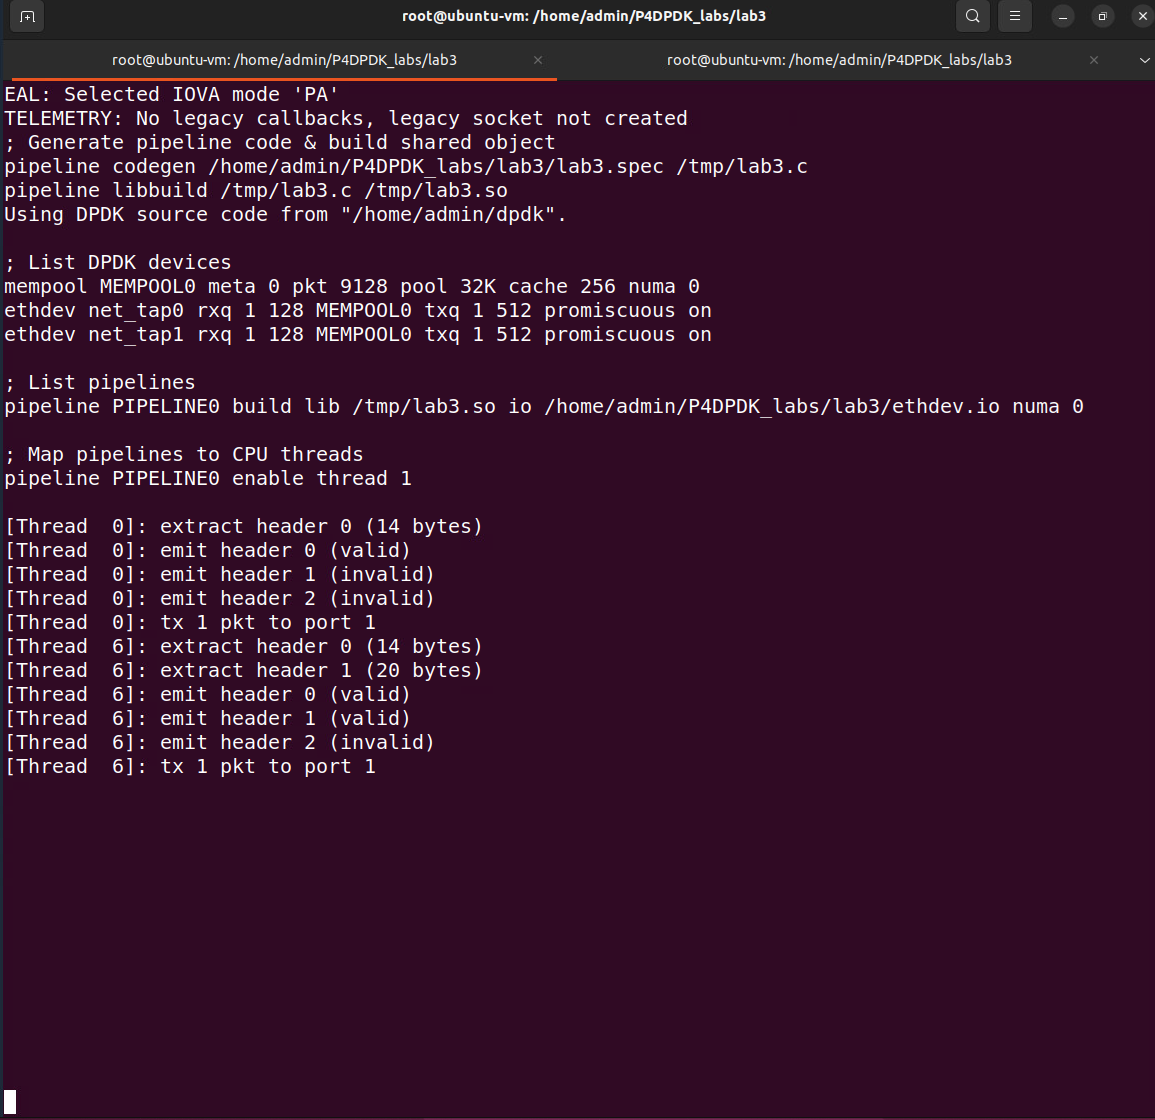 root@ubuntu-vm: /home/admin/P4DPDK_labs/lab3
root@ubuntu-vm: /home/admin/P4DPDK_labs/lab3
root@ubuntu-vm: /home/admin/P4DPDK_labs/lab3
EAL: Selected IOVA mode 'PA'
TELEMETRY: No legacy callbacks, legacy socket not created
; Generate pipeline code & build shared object
pipeline codegen /home/admin/P4DPDK_labs/lab3/lab3.spec /tmp/lab3.c
pipeline libbuild /tmp/lab3.c /tmp/lab3.so
Using DPDK source code from "/home/admin/dpdk".
; List DPDK devices
mempool MEMPOOL0 meta 0 pkt 9128 pool 32K cache 256 numa 0
ethdev net_tap0 rxq 1 128 MEMPOOL0 txq 1 512 promiscuous on
ethdev net_tap1 rxq 1 128 MEMPOOL0 txq 1 512 promiscuous on
; List pipelines
pipeline PIPELINE0 build lib /tmp/lab3.so io /home/admin/P4DPDK_labs/lab3/ethdev.io numa 0
; Map pipelines to CPU threads
pipeline PIPELINE0 enable thread 1
[Thread  0]: extract header 0 (14 bytes)
[Thread  0]: emit header 0 (valid)
[Thread  0]: emit header 1 (invalid)
[Thread  0]: emit header 2 (invalid)
[Thread  0]: tx 1 pkt to port 1
[Thread  6]: extract header 0 (14 bytes)
[Thread  6]: extract header 1 (20 bytes)
[Thread  6]: emit header 0 (valid)
[Thread  6]: emit header 1 (valid)
[Thread  6]: emit header 2 (invalid)
[Thread  6]: tx 1 pkt to port 1